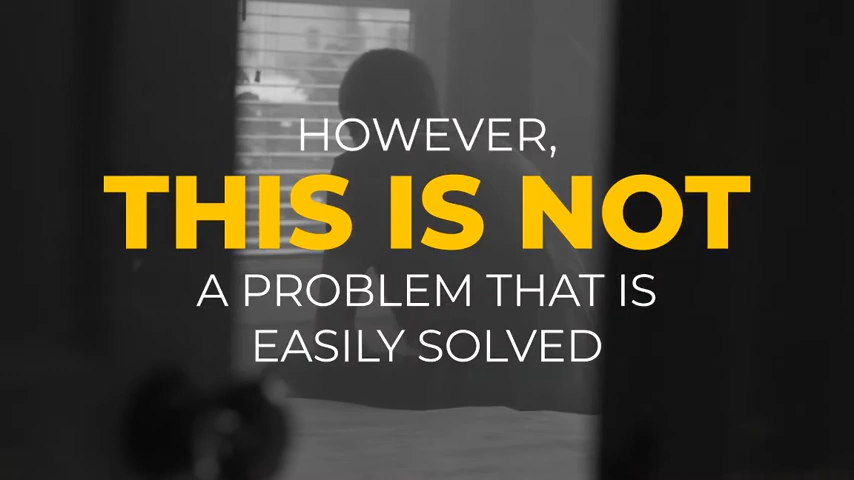 HOWEVER,
THIS IS NOT
A PROBLEM THAT IS
EASILY SOLVED